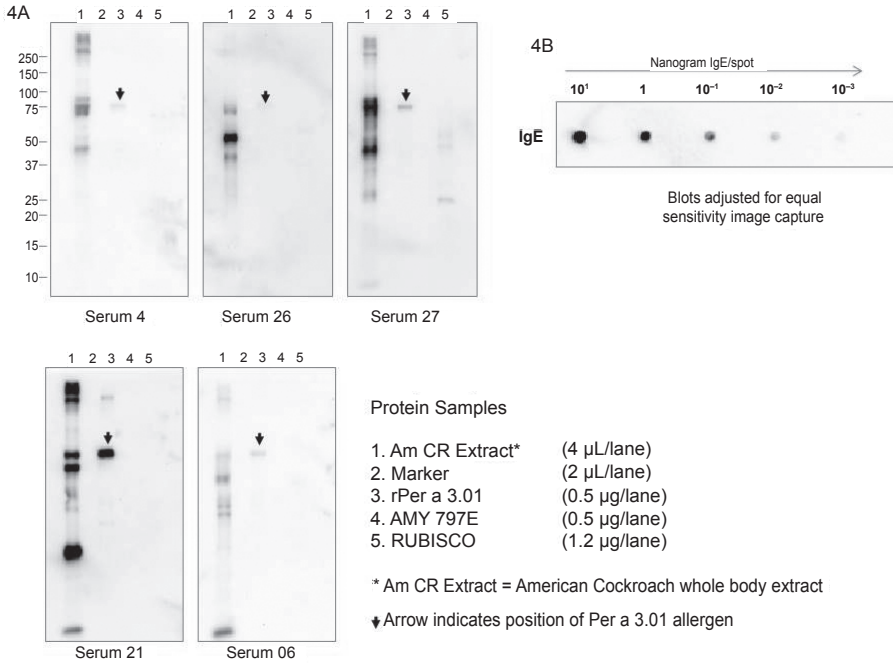 4A
1 2 3 4 5
1 2 3 4 5
1 2 3 4 5
250
150
100
75
50
37
25
20
15
10
Serum 4
Serum 26
Serum 27
4B
Nanogram IgE/spot
10¹ 1 10⁻¹ 10⁻² 10⁻³
IgE
Blots adjusted for equal
sensitivity image capture
1 2 3 4 5
1 2 3 4 5
Serum 21
Serum 06
Protein Samples
1. Am CR Extract* (4 µL/lane)
2. Marker (2 µL/lane)
3. rPer a 3.01 (0.5 µg/lane)
4. AMY 797E (0.5 µg/lane)
5. RUBISCO (1.2 µg/lane)
* Am CR Extract = American Cockroach whole body extract
Arrow indicates position of Per a 3.01 allergen